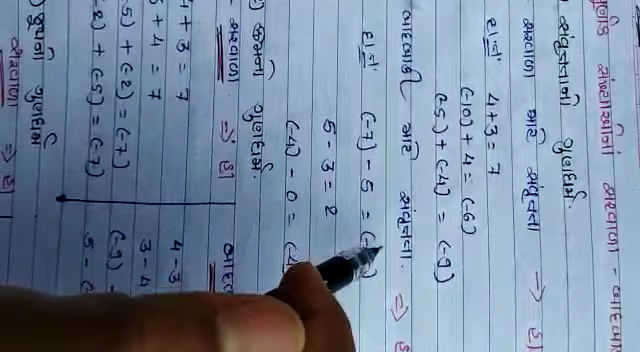 સંખ્યાઓનાં સરવાળા -
સંવૃત્તતાનો ગુણધર્મ.
સરવાળા માટે સંવૃત્તતા → હા
દા.ત. 4 + 3 = 7
(-10) + 4 = (-6)
(-5) + (-4) = (-9)
બાદબાકી માટે સંવૃત્તતા. ⇒
દા.ત. (-7) - 5 = (-
5 - 3 = 2
(-4) - 0 = (-4
ક્રમનો ગુણધર્મ.
- સરવાળા ⇒ હા
4 + 3 = 7
3 + 4 = 7
(-5) + (-2) = (-7)
(-2) + (-5) = (-7)
4 - 3
3 - 4
(-9) -
5 - (
જૂથનો ગુણધર્મ
સરવાળા ⇒ હા